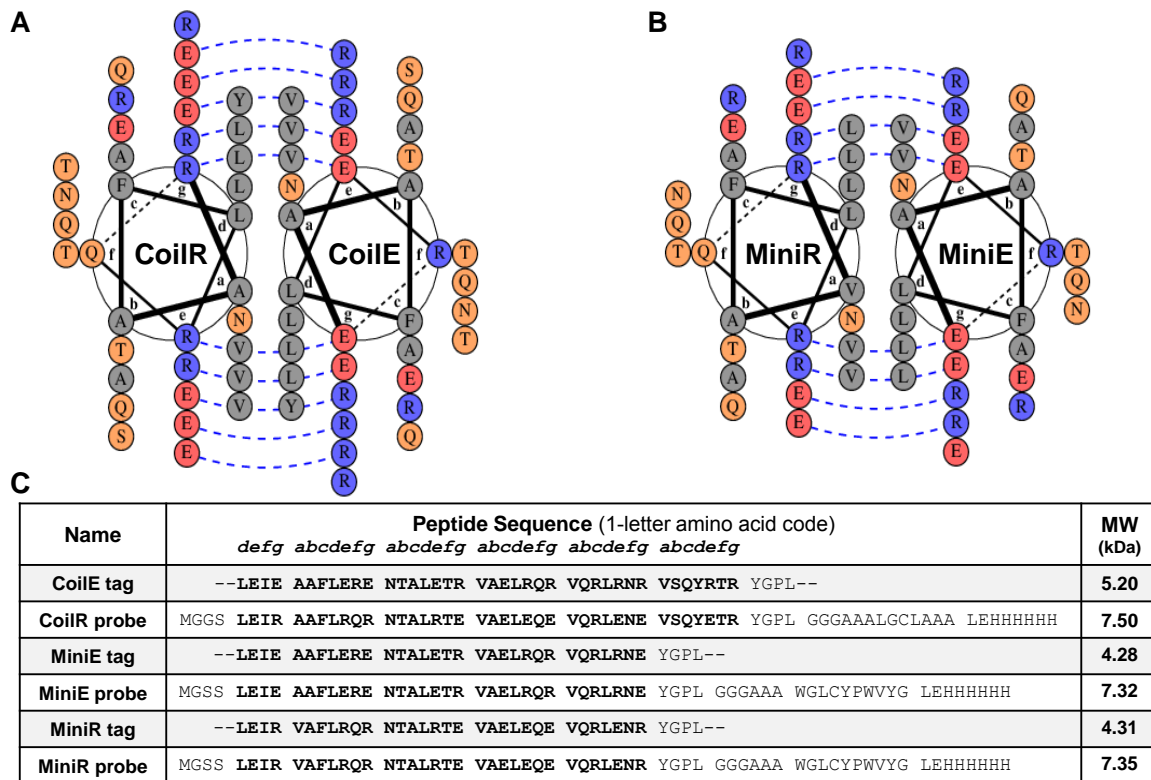 A
Q R E A F
R E E E R R
Y L L L L
V V V N A
R R R E E
S Q A T A
T N Q T Q
c
g
d
a
e
b
f
CoilR
CoilE
f
R T Q N T
b
e
a
d
g
c
A T A Q S
R R E E E
A N V V V
L L L L Y
E E R R R R
F A E R Q
B
R E A F
R E E R R
L L L L
V V N A
R R E E
Q A T A
N Q T Q
c
g
d
a
e
b
f
MiniR
MiniE
f
R T Q N
b
e
a
d
g
c
A T A Q
R R E E
V N V V
L L L L
E E R R E
F A E R
C
Name
Peptide Sequence (1-letter amino acid code)
defg abcdefg abcdefg abcdefg abcdefg abcdefg
MW
(kDa)
CoilE tag --LEIE AAFLERE NTALETR VAELRQR VQRLRNR VSQYRTR YGPL-- 5.20
CoilR probe MGGS LEIR AAFLRQR NTALRTE VAELEQE VQRLENE VSQYETR YGPL GGGAAALGCLAAA LEHHHHHH 7.50
MiniE tag --LEIE AAFLERE NTALETR VAELRQR VQRLRNE YGPL-- 4.28
MiniE probe MGSS LEIE AAFLERE NTALETR VAELRQR VQRLRNE YGPL GGGAAA WGLCYPWVYG LEHHHHHH 7.32
MiniR tag --LEIR VAFLRQR NTALRTE VAELEQE VQRLENR YGPL-- 4.31
MiniR probe MGSS LEIR VAFLRQR NTALRTE VAELEQE VQRLENR YGPL GGGAAA WGLCYPWVYG LEHHHHHH 7.35